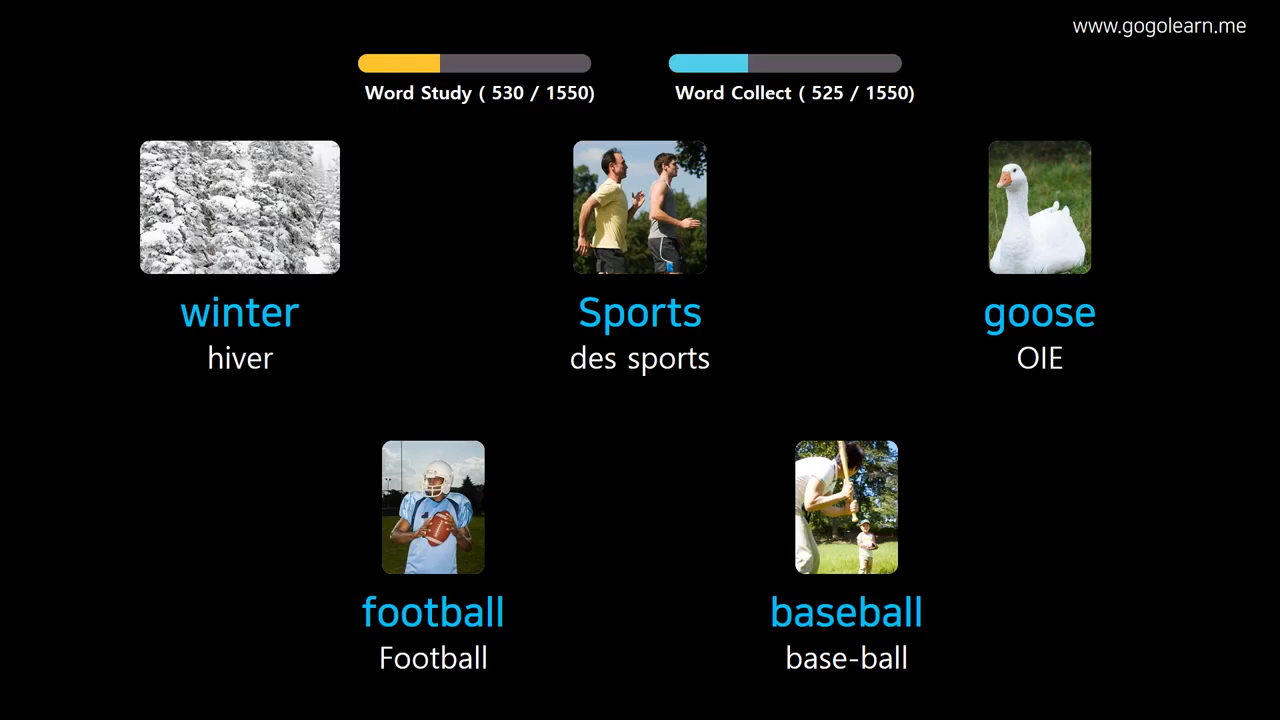 www.gogolearn.me
Word Study ( 530 / 1550)
Word Collect ( 525 / 1550)
winter
hiver
Sports
des sports
goose
OIE
football
Football
baseball
base-ball